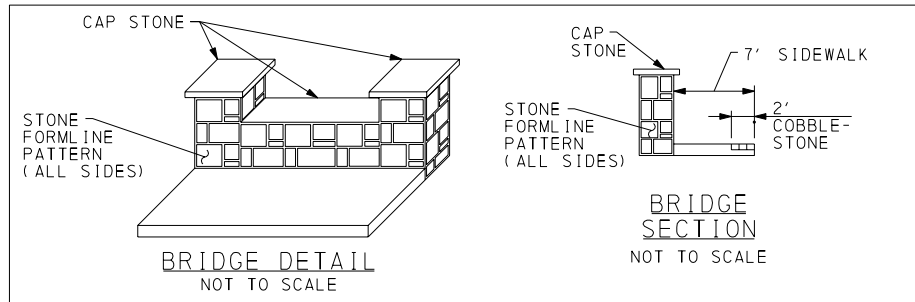 CAP STONE
STONE
FORMLINE
PATTERN
(ALL SIDES)
BRIDGE DETAIL
NOT TO SCALE
CAP
STONE
7' SIDEWALK
STONE
FORMLINE
PATTERN
(ALL SIDES)
2'
COBBLE-
STONE
BRIDGE
SECTION
NOT TO SCALE